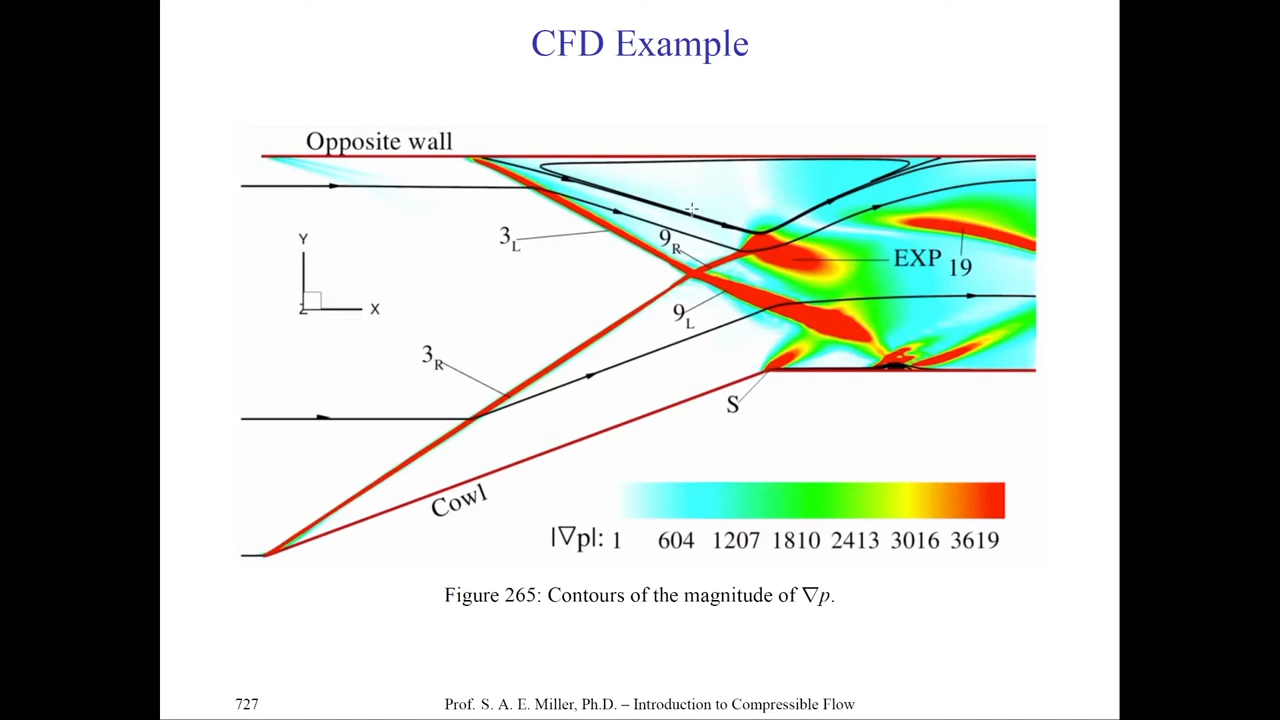 CFD Example
Opposite wall
Y
Z
X
3L
9R
EXP
19
9L
3R
S
Cowl
|∇p|: 1 604 1207 1810 2413 3016 3619
Figure 265: Contours of the magnitude of ∇p.
727
Prof. S. A. E. Miller, Ph.D. – Introduction to Compressible Flow